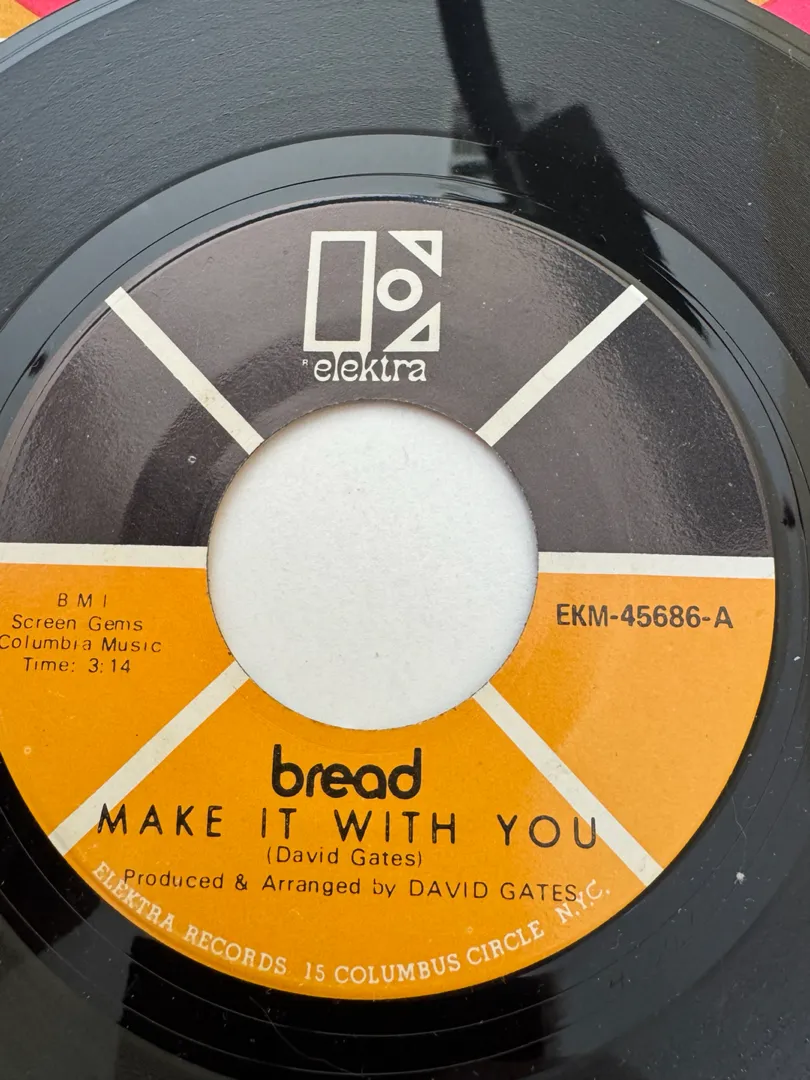 ® elektra
BMI
Screen Gems
Columbia Music
Time: 3:14
EKM-45686-A
bread
MAKE IT WITH YOU
(David Gates)
Produced & Arranged by DAVID GATES
ELEKTRA RECORDS 15 COLUMBUS CIRCLE N.Y.C.